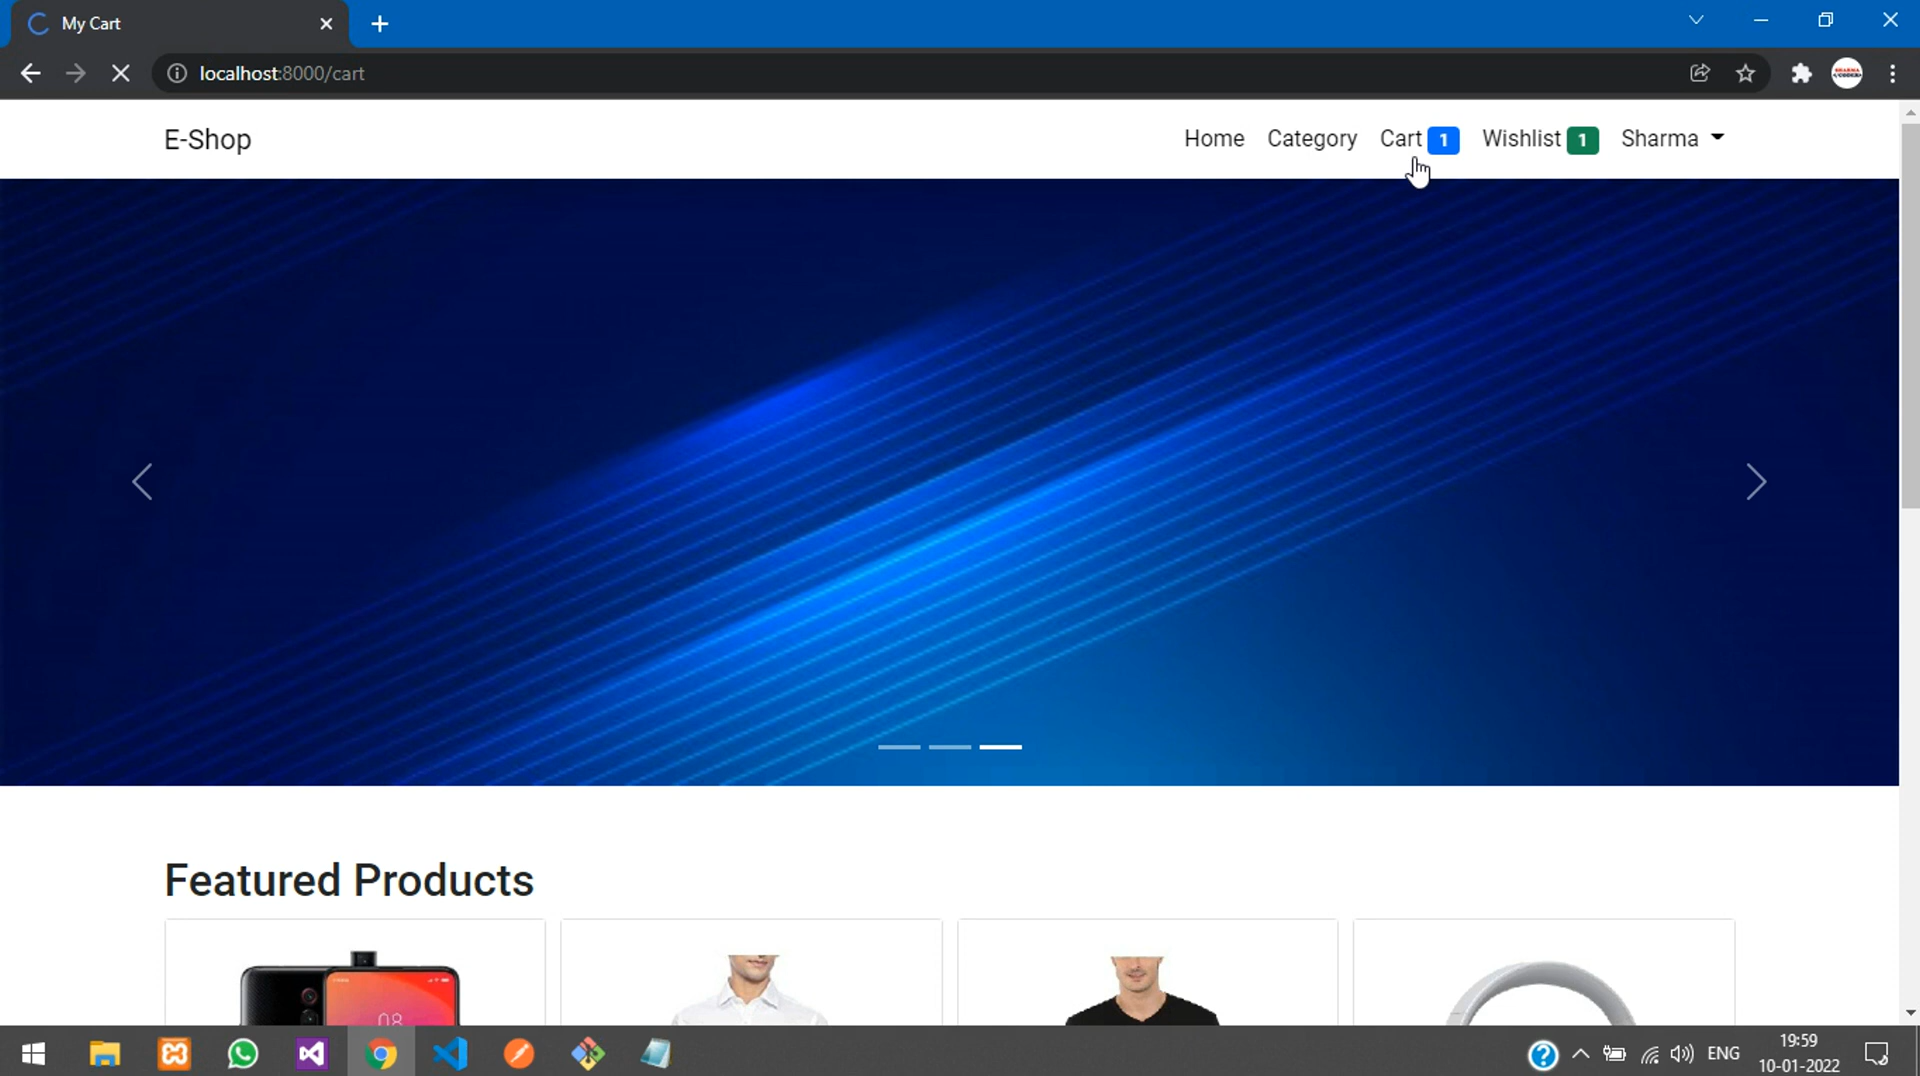 My Cart
localhost:8000/cart
E-Shop
Home Category Cart 1 Wishlist 1 Sharma
Featured Products
08
ENG
19:59
10-01-2022